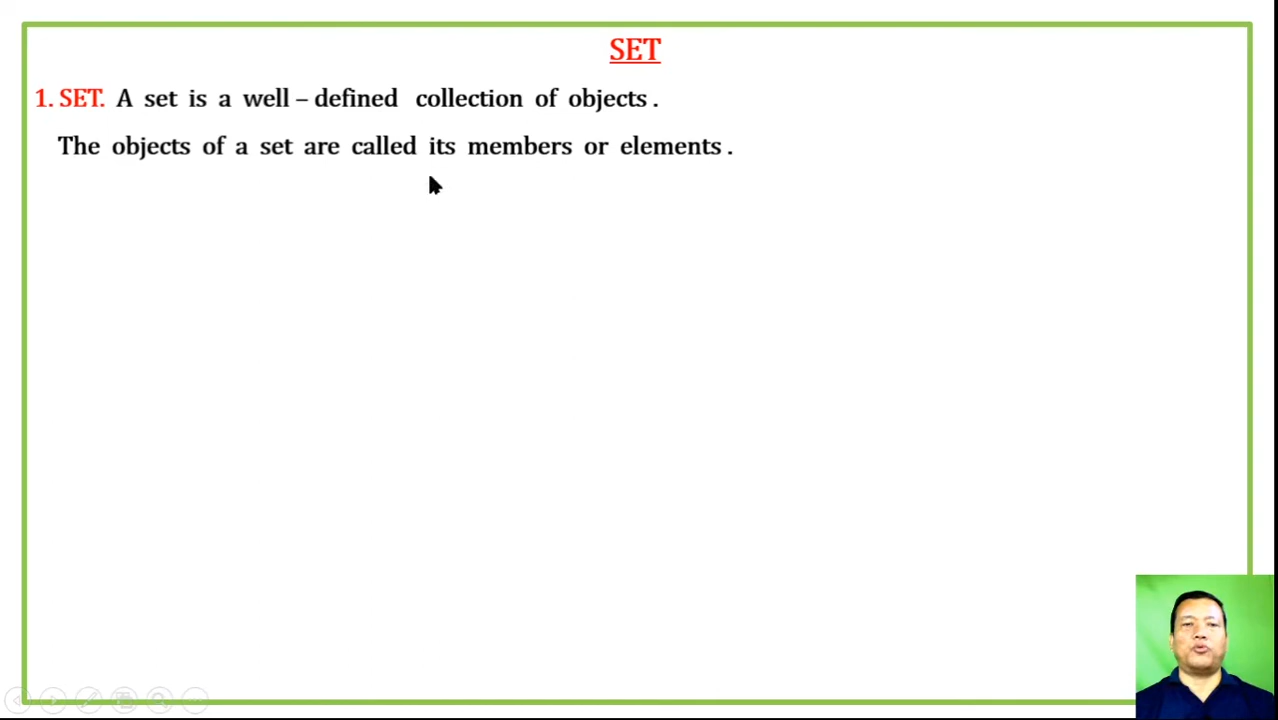 SET
1. SET. A set is a well – defined collection of objects .
The objects of a set are called its members or elements .